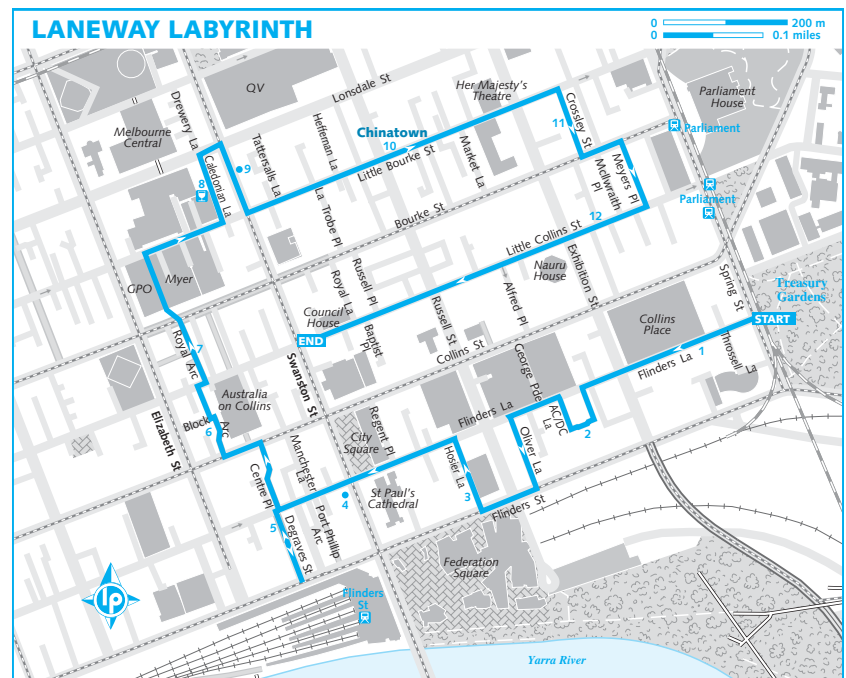 LANEWAY LABYRINTH
0 200 m
0 0.1 miles
QV
Lonsdale St
Her Majesty's
Theatre
Parliament
House
Drewery La
Melbourne
Central
Heffernan La
Chinatown
10
Crossley St
11
Parliament
Tattersalls La
9
Caledonian La
8
Little Bourke St
Market La
Meyers Pl
McIlwraith
Pl
Parliament
La Trobe Pl
Bourke St
12
Little Collins St
GPO
Myer
Russell Pl
Royal La
Nauru
House
Exhibition St
Spring St
Treasury
Gardens
Council
House
END
Baptist
Pl
Russell St
Alfred Pl
Collins
Place
START
Royal Arc
7
Swanston St
Collins St
George Pde
Flinders La
1
Throssell
La
Australia
on Collins
Elizabeth St
Block
Arc
6
Regent Pl
City
Square
Flinders La
AC/DC
La
2
Manchester
La
Centre Pl
Hosier La
Oliver La
3
St Paul's
Cathedral
4
5
Port Phillip
Arc
Degraves St
Flinders St
Federation
Square
lp
Flinders
St
Yarra River